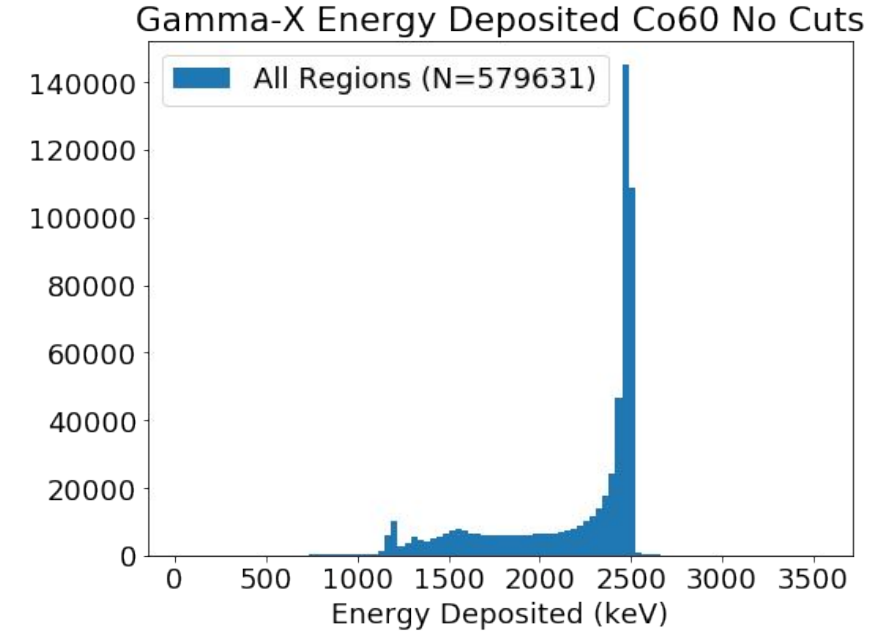 Gamma-X Energy Deposited Co60 No Cuts
All Regions (N=579631)
140000
120000
100000
80000
60000
40000
20000
0
0 500 1000 1500 2000 2500 3000 3500
Energy Deposited (keV)